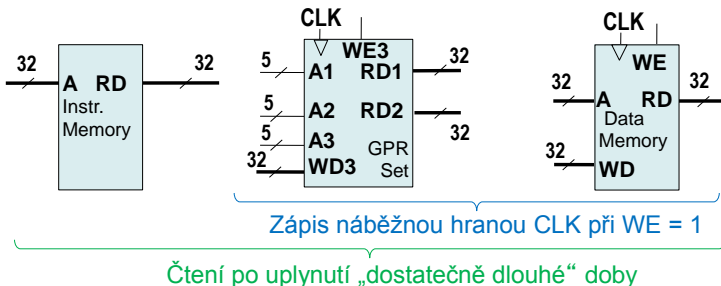 CLK
CLK
WE3
32
32
A RD
Instr.
Memory
5
A1 RD1
32
5
A2 RD2
32
5
A3
32
WD3
GPR
Set
WE
32
A RD
32
Data
Memory
32
WD
Zápis náběžnou hranou CLK při WE = 1
Čtení po uplynutí „dostatečně dlouhé“ doby